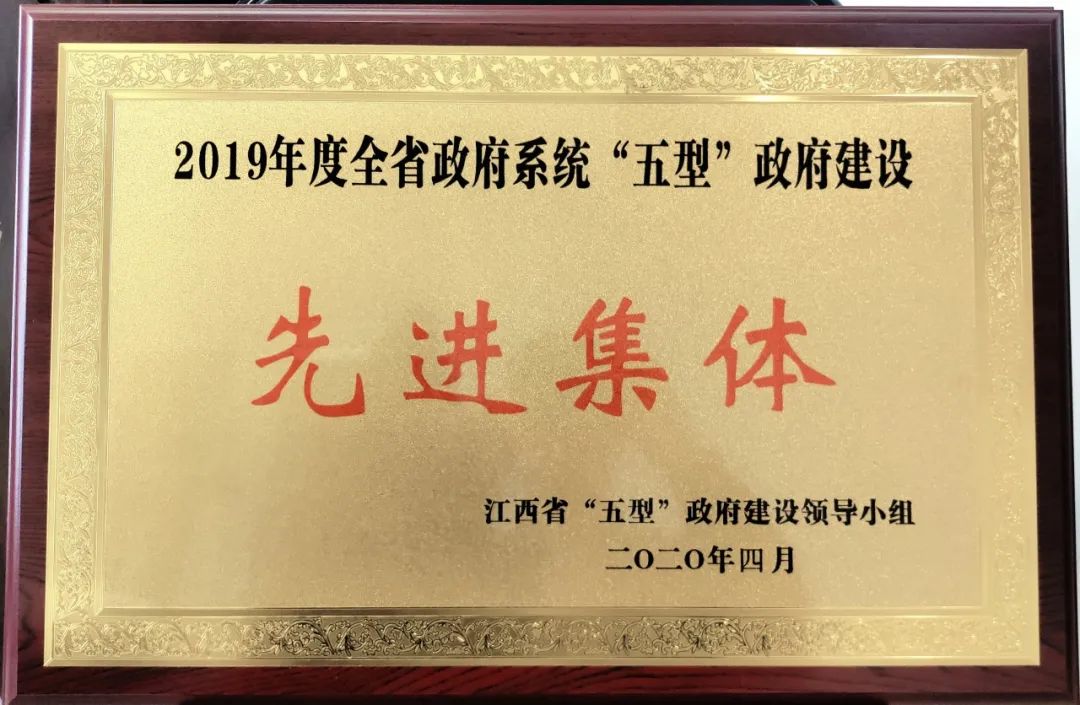 2019年度全省政府系统“五型”政府建设
先进集体
江西省“五型”政府建设领导小组
二〇二〇年四月